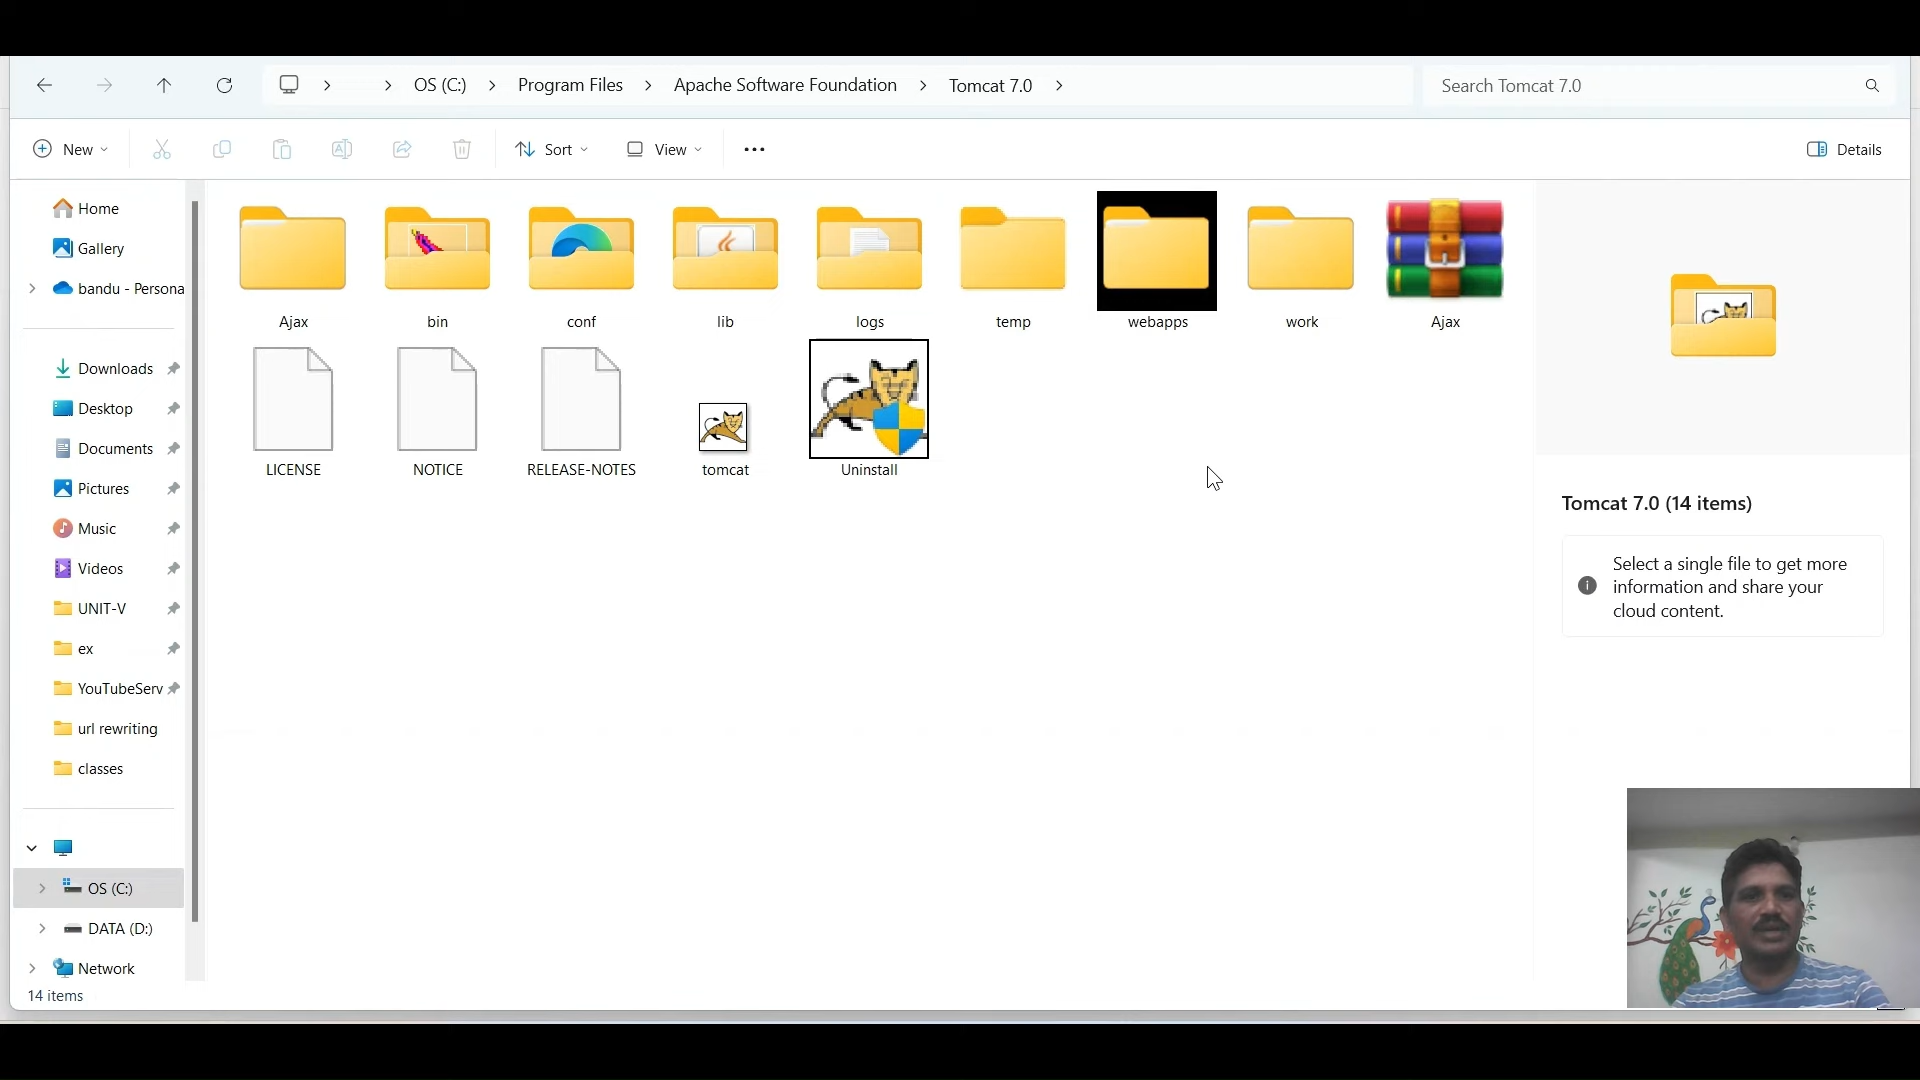 OS (C:) Program Files Apache Software Foundation Tomcat 7.0 Search Tomcat 7.0
New Sort View Details
Home
Gallery
bandu - Persona
Downloads
Desktop
Documents
Pictures
Music
Videos
UNIT-V
ex
YouTubeServ
url rewriting
classes
OS (C:)
DATA (D:)
Network
14 items
Ajax bin conf lib logs temp webapps work Ajax
LICENSE NOTICE RELEASE-NOTES tomcat Uninstall
Tomcat 7.0 (14 items)
Select a single file to get more
information and share your
cloud content.